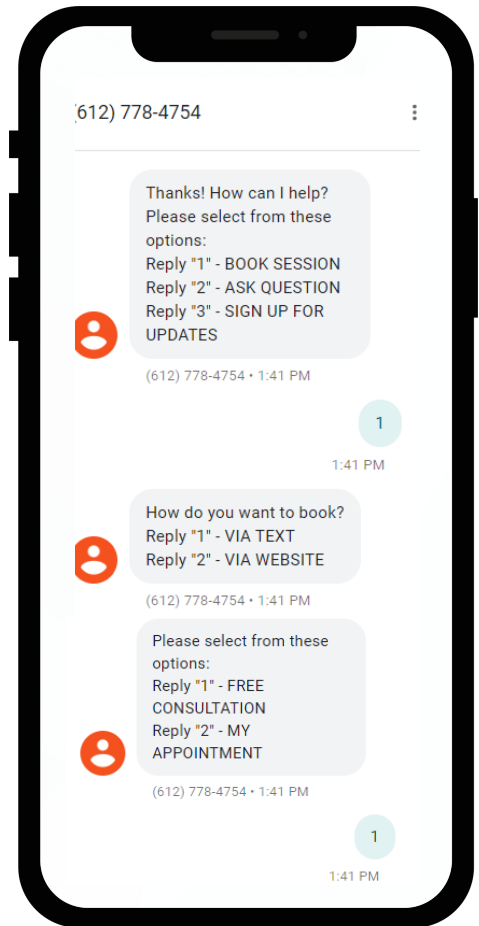 (612) 778-4754
Thanks! How can I help?
Please select from these
options:
Reply "1" - BOOK SESSION
Reply "2" - ASK QUESTION
Reply "3" - SIGN UP FOR
UPDATES
(612) 778-4754 • 1:41 PM
1
1:41 PM
How do you want to book?
Reply "1" - VIA TEXT
Reply "2" - VIA WEBSITE
(612) 778-4754 • 1:41 PM
Please select from these
options:
Reply "1" - FREE
CONSULTATION
Reply "2" - MY
APPOINTMENT
(612) 778-4754 • 1:41 PM
1
1:41 PM